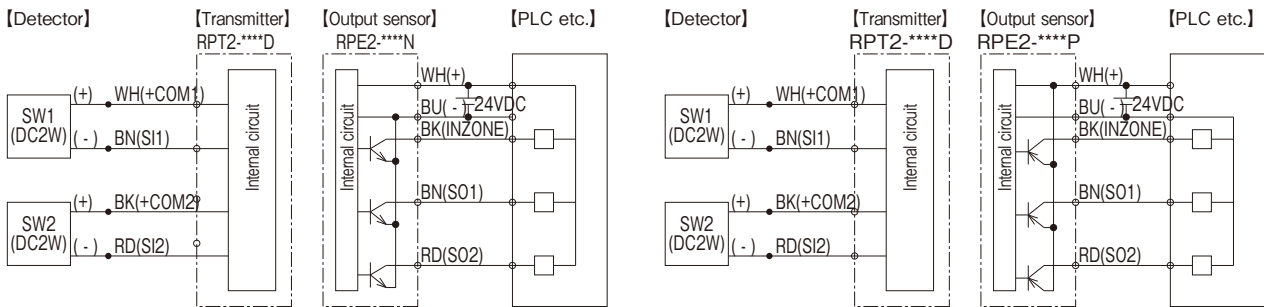 【Detector】 【Transmitter】 【Output sensor】 【PLC etc.】
RPT2-****D RPE2-****N
SW1
(DC2W)
(+) WH(+COM1)
(-) BN(SI1)
SW2
(DC2W)
(+) BK(+COM2)
(-) RD(SI2)
Internal circuit
Internal circuit
WH(+)
BU(-) 24VDC
BK(INZONE)
BN(SO1)
RD(SO2)
【Detector】 【Transmitter】 【Output sensor】 【PLC etc.】
RPT2-****D RPE2-****P
SW1
(DC2W)
(+) WH(+COM1)
(-) BN(SI1)
SW2
(DC2W)
(+) BK(+COM2)
(-) RD(SI2)
Internal circuit
Internal circuit
WH(+)
BU(-) 24VDC
BK(INZONE)
BN(SO1)
RD(SO2)